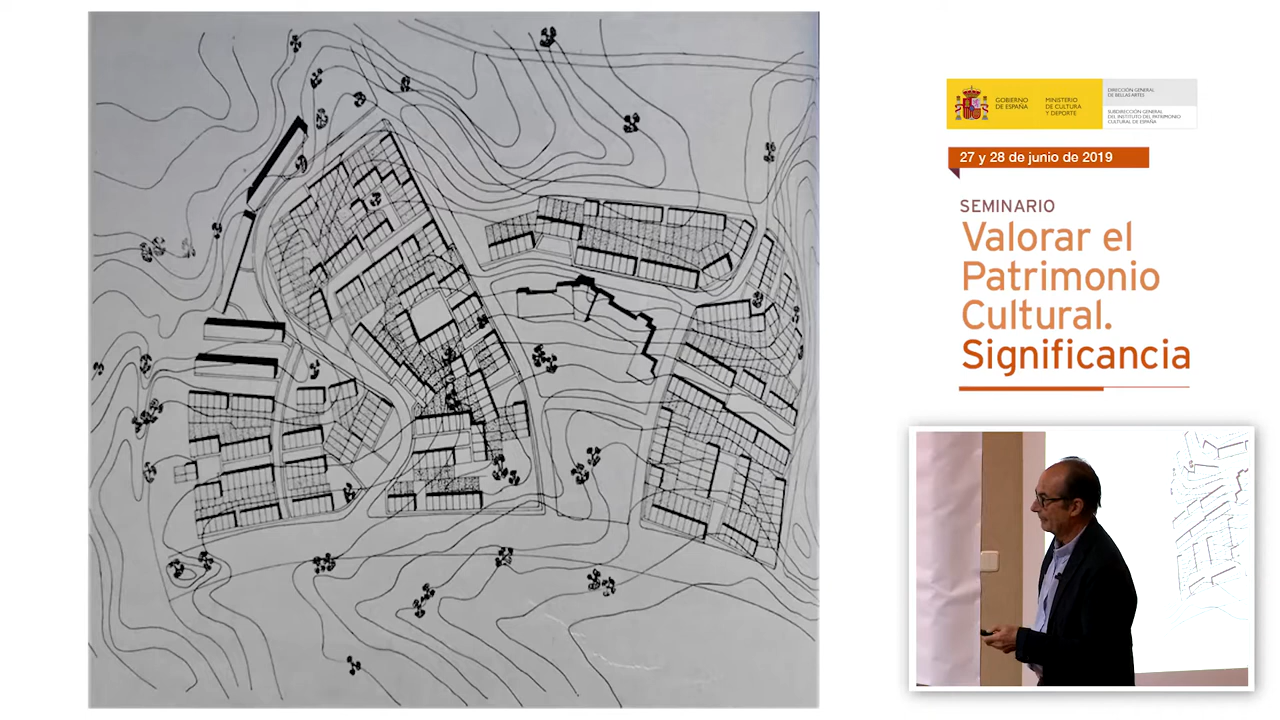 GOBIERNO
DE ESPAÑA
MINISTERIO
DE CULTURA
Y DEPORTE
DIRECCIÓN GENERAL
DE BELLAS ARTES
SUBDIRECCIÓN GENERAL
DEL INSTITUTO DEL PATRIMONIO
CULTURAL DE ESPAÑA
27 y 28 de junio de 2019
SEMINARIO
Valorar el
Patrimonio
Cultural.
Significancia